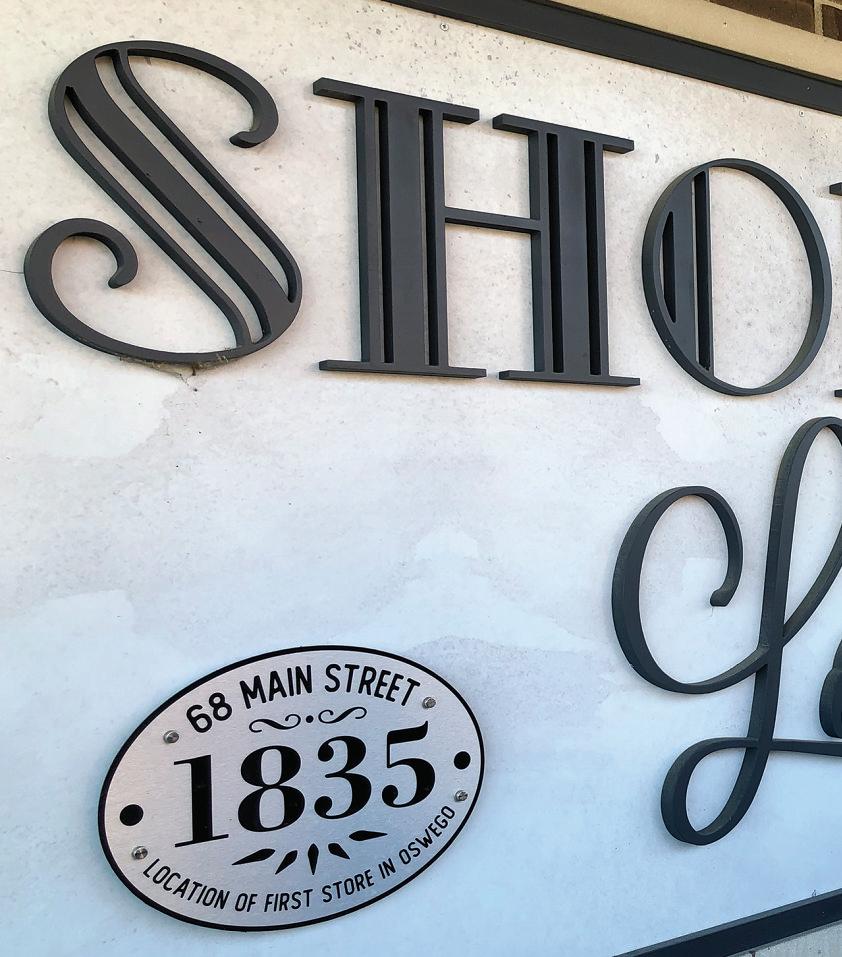 SHO
L
68 MAIN STREET
1835
LOCATION OF FIRST STORE IN OSWEGO